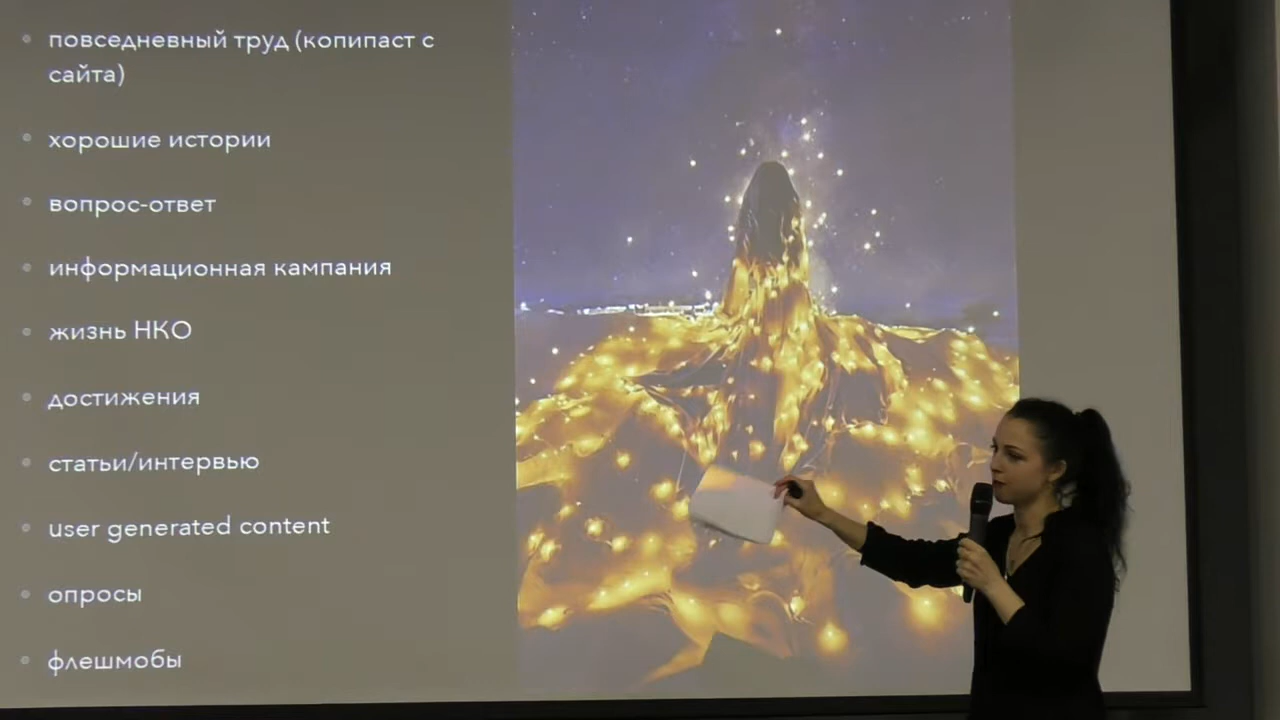 повседневный труд (копипаст с
сайта)
хорошие истории
вопрос-ответ
информационная кампания
жизнь НКО
достижения
статьи/интервью
user generated content
опросы
флешмобы